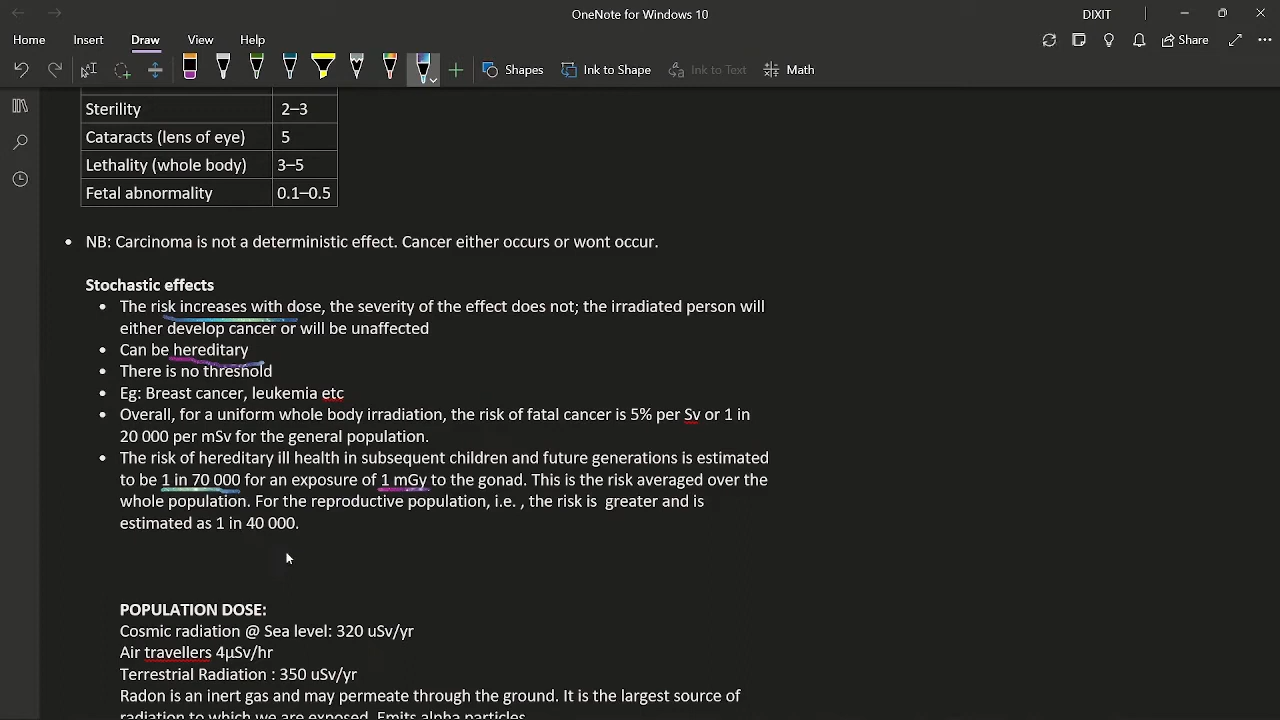 OneNote for Windows 10
DIXIT
Home Insert Draw View Help
Share
Shapes Ink to Shape Ink to Text Math
Sterility 2–3
Cataracts (lens of eye) 5
Lethality (whole body) 3–5
Fetal abnormality 0.1–0.5
• NB: Carcinoma is not a deterministic effect. Cancer either occurs or wont occur.
Stochastic effects
• The risk increases with dose, the severity of the effect does not; the irradiated person will
either develop cancer or will be unaffected
• Can be hereditary
• There is no threshold
• Eg: Breast cancer, leukemia etc
• Overall, for a uniform whole body irradiation, the risk of fatal cancer is 5% per Sv or 1 in
20 000 per mSv for the general population.
• The risk of hereditary ill health in subsequent children and future generations is estimated
to be 1 in 70 000 for an exposure of 1 mGy to the gonad. This is the risk averaged over the
whole population. For the reproductive population, i.e. , the risk is greater and is
estimated as 1 in 40 000.
POPULATION DOSE:
Cosmic radiation @ Sea level: 320 uSv/yr
Air travellers 4µSv/hr
Terrestrial Radiation : 350 uSv/yr
Radon is an inert gas and may permeate through the ground. It is the largest source of
radiation to which we are exposed. Emits alpha particles.